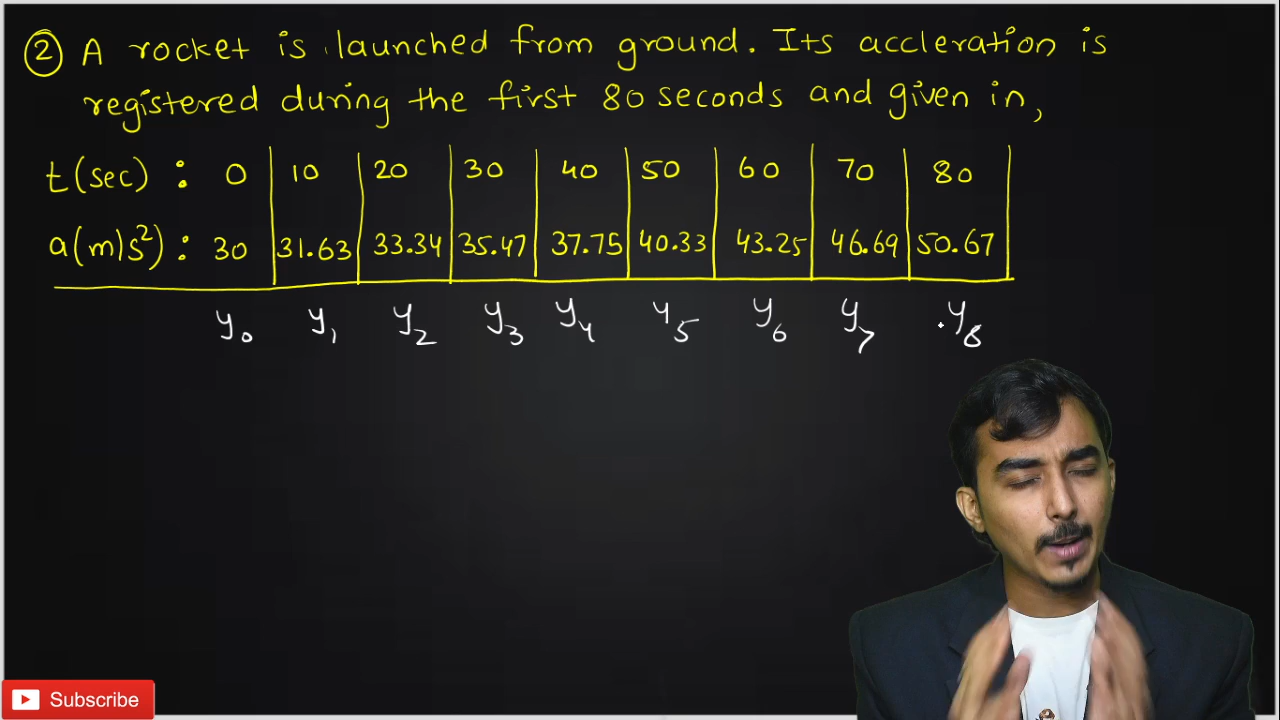 ② A rocket is launched from ground. Its accleration is
registered during the first 80 seconds and given in,
t(sec) : 0 10 20 30 40 50 60 70 80
a(m/s²) : 30 31.63 33.34 35.47 37.75 40.33 43.25 46.69 50.67
y₀ y₁ y₂ y₃ y₄ y₅ y₆ y₇ y₈
Subscribe